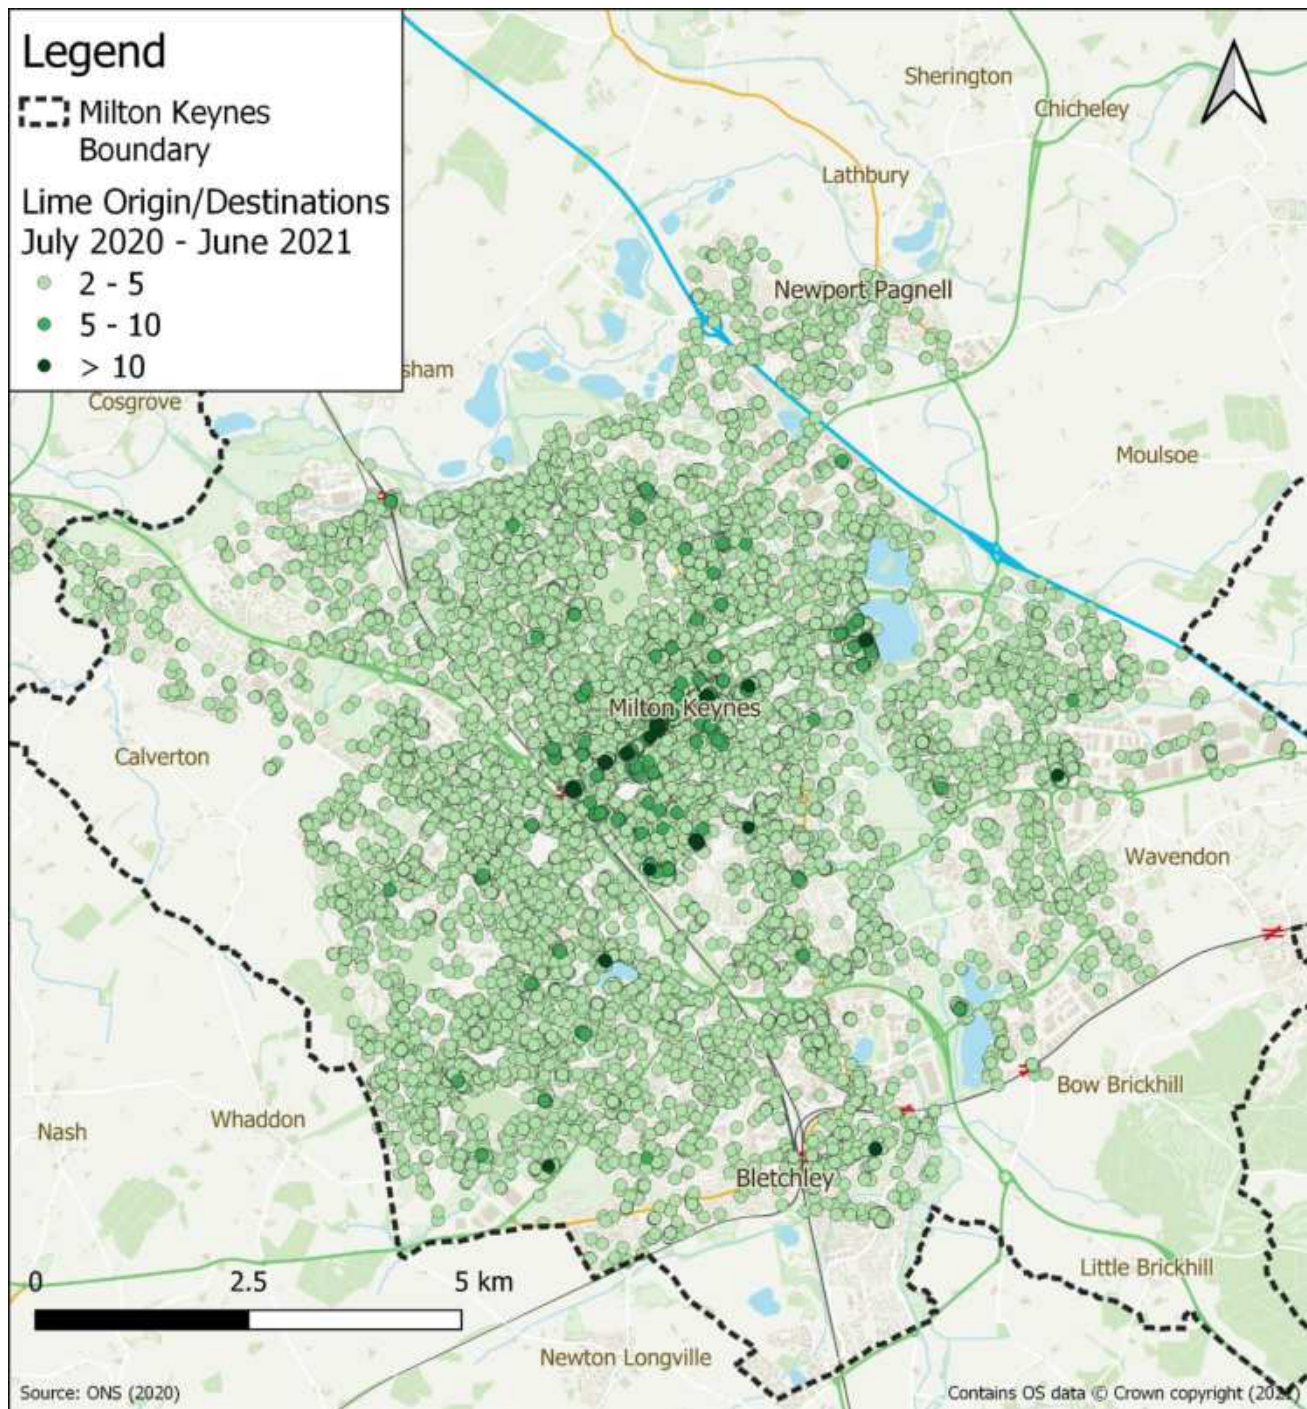 Legend
Milton Keynes
Boundary
Lime Origin/Destinations
July 2020 - June 2021
2 - 5
5 - 10
> 10
Sherington
Chicheley
Lathbury
Newport Pagnell
sham
Cosgrove
Moulsoe
Milton Keynes
Calverton
Wavendon
Bow Brickhill
Whaddon
Nash
Bletchley
Little Brickhill
0 2.5 5 km
Newton Longville
Source: ONS (2020)
Contains OS data © Crown copyright